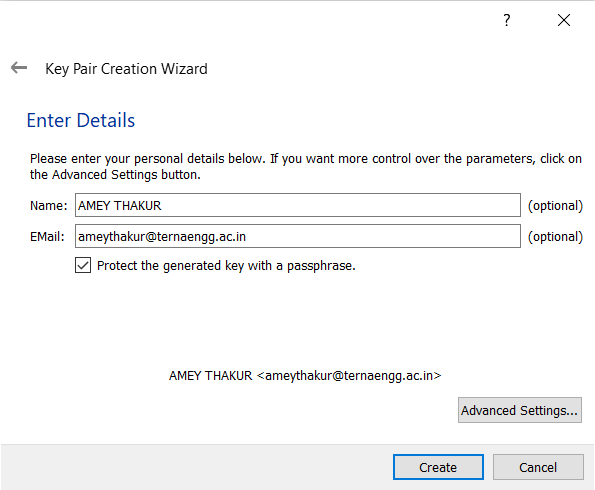 ?
Key Pair Creation Wizard
Enter Details
Please enter your personal details below. If you want more control over the parameters, click on
the Advanced Settings button.
Name: AMEY THAKUR (optional)
EMail: ameythakur@ternaengg.ac.in (optional)
Protect the generated key with a passphrase.
AMEY THAKUR <ameythakur@ternaengg.ac.in>
Advanced Settings...
Create Cancel